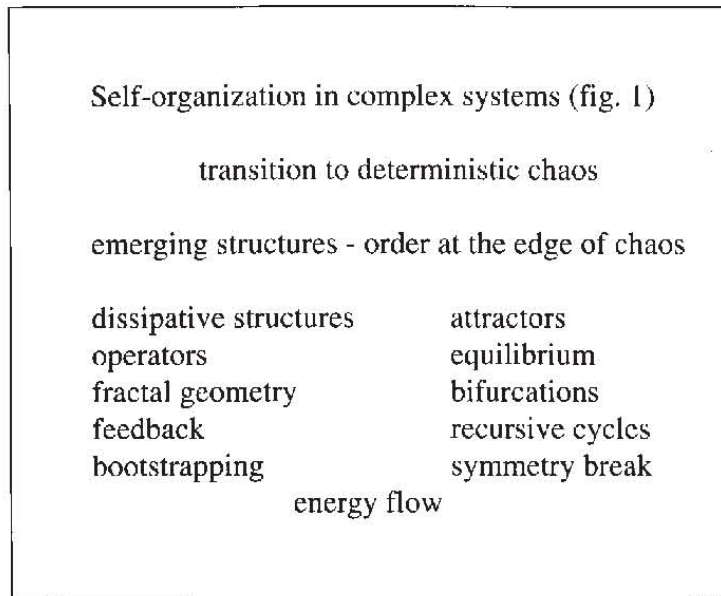 Self-organization in complex systems (fig. 1)
transition to deterministic chaos
emerging structures - order at the edge of chaos
dissipative structures attractors
operators equilibrium
fractal geometry bifurcations
feedback recursive cycles
bootstrapping symmetry break
energy flow